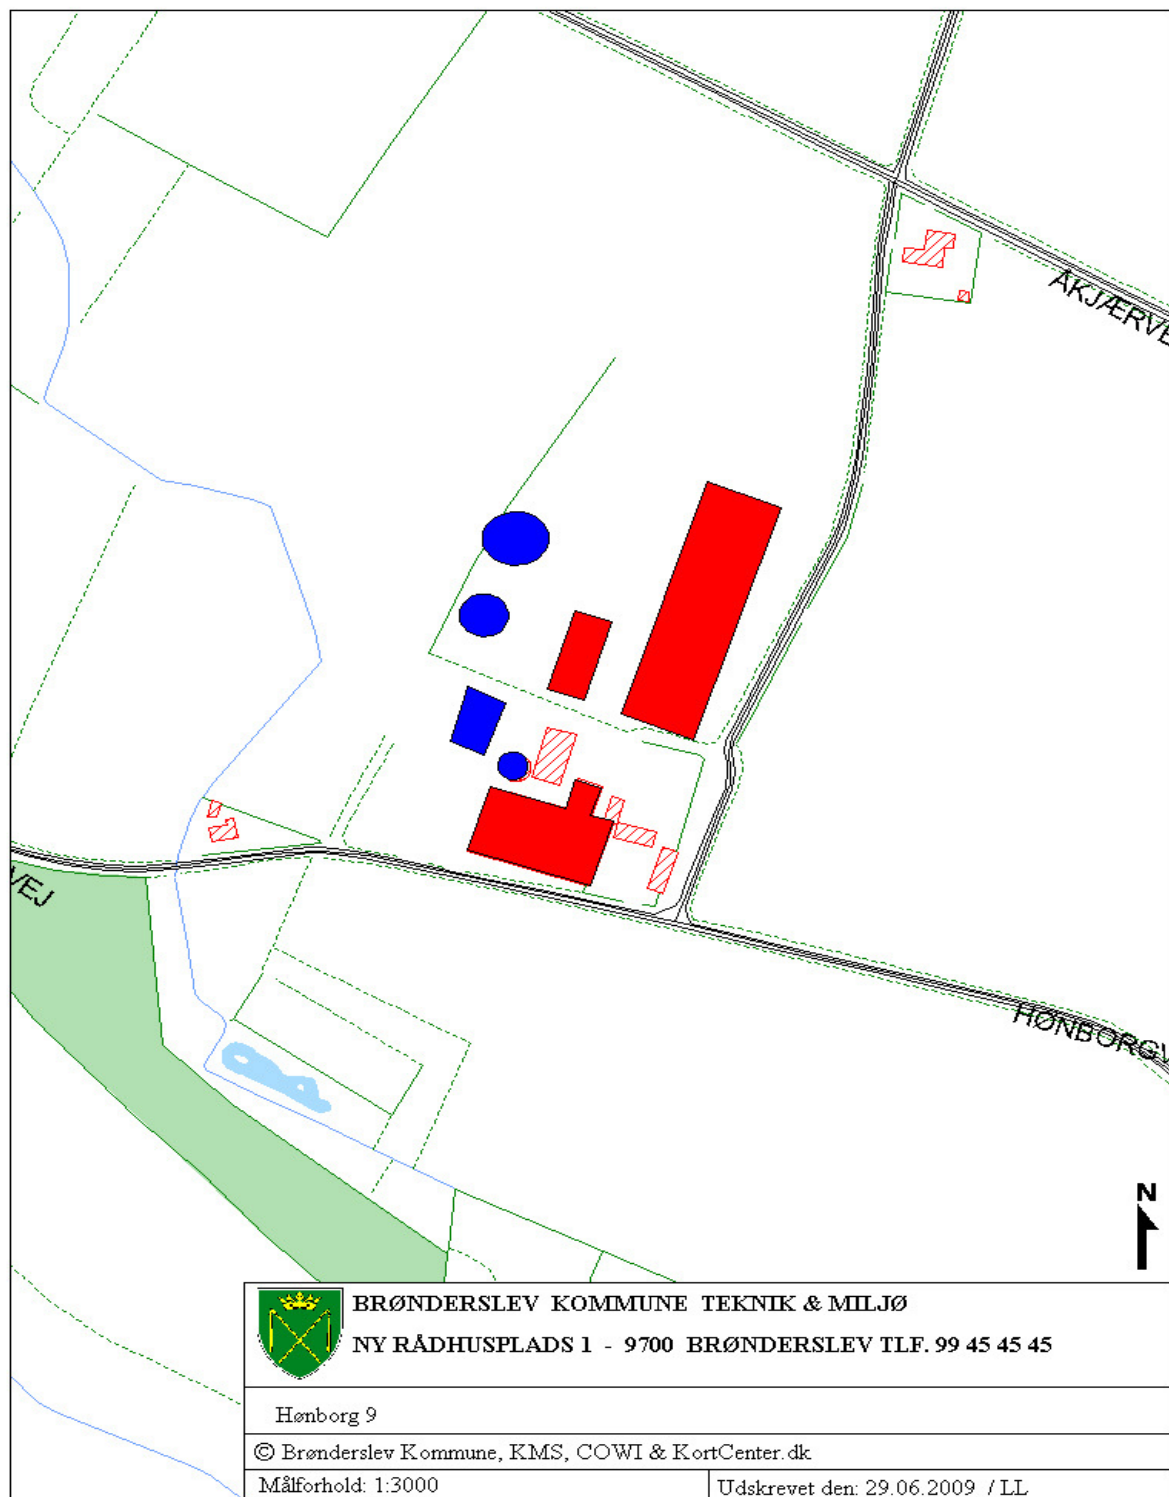 ÅKJÆRVE
VEJ
HØNBORGV
N
BRØNDERSLEV KOMMUNE TEKNIK & MILJØ
NY RÅDHUSPLADS 1 - 9700 BRØNDERSLEV TLF. 99 45 45 45
Hønborg 9
© Brønderslev Kommune, KMS, COWI & KortCenter.dk
Målforhold: 1:3000
Udskrevet den: 29.06.2009 / LL